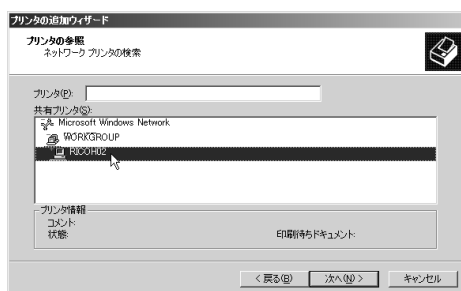 プリンタの追加ウィザード
プリンタの参照
ネットワーク プリンタの検索
プリンタ(P):
共有プリンタ(S):
Microsoft Windows Network
WORKGROUP
RICOH02
プリンタ情報
コメント:
状態:
印刷待ちドキュメント:
< 戻る(B)
次へ(N) >
キャンセル